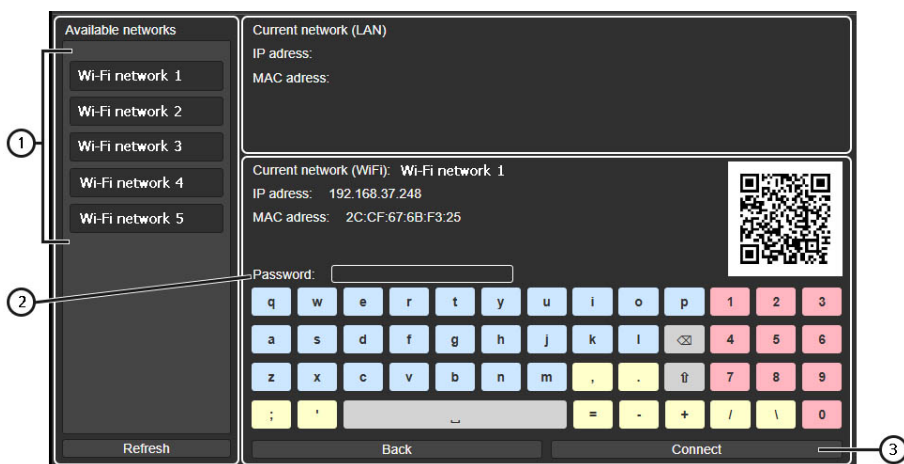 Available networks
Wi-Fi network 1
Wi-Fi network 2
Wi-Fi network 3
Wi-Fi network 4
Wi-Fi network 5
Refresh
Current network (LAN)
IP adress:
MAC adress:
Current network (WiFi): Wi-Fi network 1
IP adress: 192.168.37.248
MAC adress: 2C:CF:67:6B:F3:25
Password:
q w e r t y u i o p 1 2 3
a s d f g h j k l ⌫ 4 5 6
z x c v b n m , . ⇧ 7 8 9
; ' ⎵ = - + / \ 0
Back Connect
1
2
3